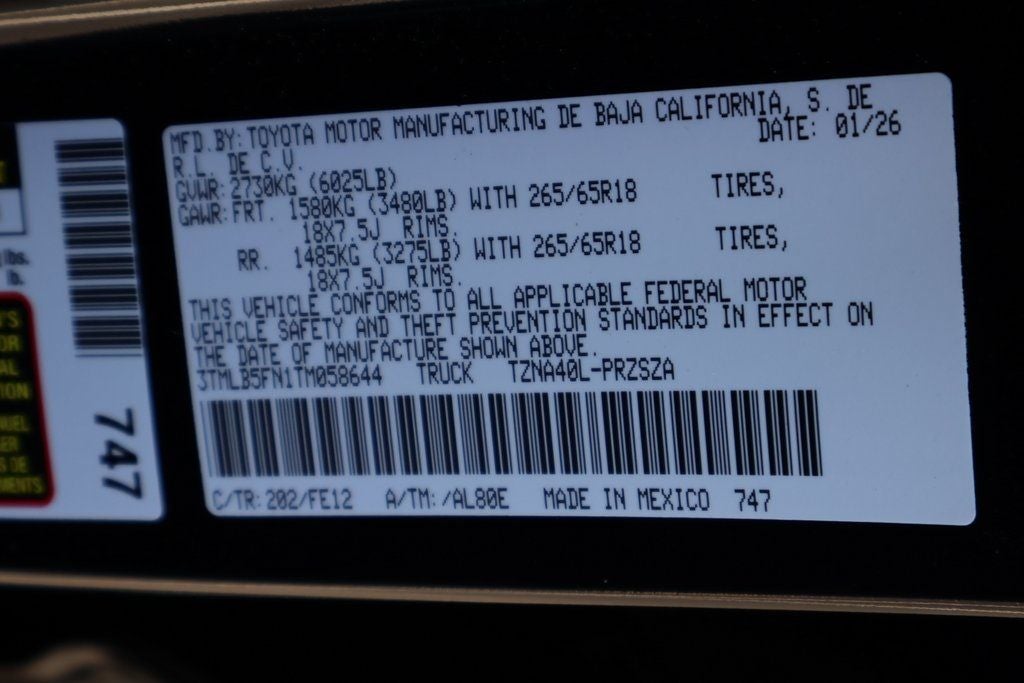 MFD.BY:TOYOTA MOTOR MANUFACTURING DE BAJA CALIFORNIA, S. DE
R.L. DE C.V. DATE: 01/26
GVWR:2730KG (6025LB)
GAWR:FRT. 1580KG (3480LB) WITH 265/65R18 TIRES,
18X7.5J RIMS.
RR. 1485KG (3275LB) WITH 265/65R18 TIRES,
18X7.5J RIMS.
THIS VEHICLE CONFORMS TO ALL APPLICABLE FEDERAL MOTOR
VEHICLE SAFETY AND THEFT PREVENTION STANDARDS IN EFFECT ON
THE DATE OF MANUFACTURE SHOWN ABOVE.
3TMLB5FN1TM058644 TRUCK TZNA40L-PRZSZA
C/TR:202/FE12 A/TM:/AL80E MADE IN MEXICO 747
lbs.
lb.
747